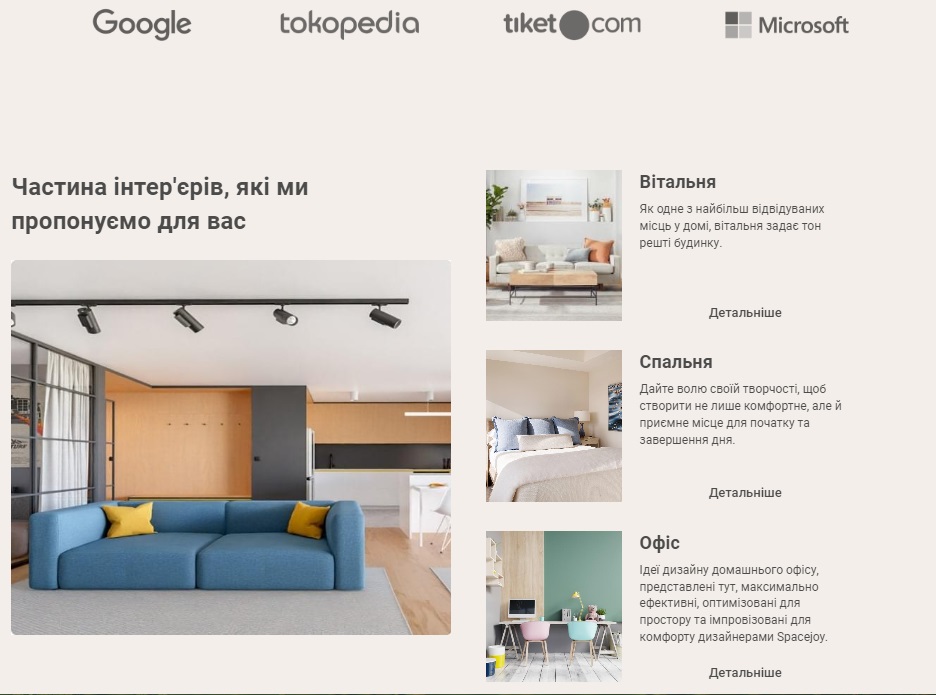 Google
tokopedia
tiket com
Microsoft
Частина інтер'єрів, які ми
пропонуємо для вас
Вітальня
Як одне з найбільш відвідуваних
місць у домі, вітальня задає тон
решті будинку.
Детальніше
Спальня
Дайте волю своїй творчості, щоб
створити не лише комфортне, але й
приємне місце для початку та
завершення дня.
Детальніше
Офіс
Ідеї дизайну домашнього офісу,
представлені тут, максимально
ефективні, оптимізовані для
простору та імпровізовані для
комфорту дизайнерами Spacejoy.
Детальніше